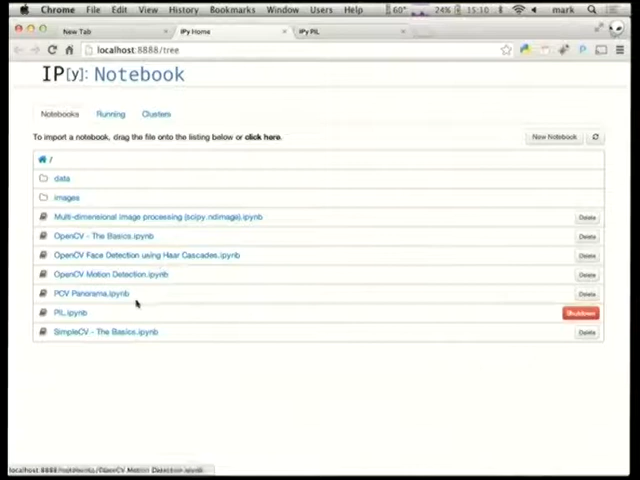 Chrome File Edit View History Bookmarks Window Users Help 60° 24% 15:10 mark
New Tab IPy Home IPy PIL
localhost:8888/tree
IP[y]: Notebook
Notebooks Running Clusters
To import a notebook, drag the file onto the listing below or click here. New Notebook
/
data
images
Multi-dimensional image processing (scipy.ndimage).ipynb Delete
OpenCV - The Basics.ipynb Delete
OpenCV Face Detection using Haar Cascades.ipynb Delete
OpenCV Motion Detection.ipynb Delete
PCV Panorama.ipynb Delete
PIL.ipynb Shutdown
SimpleCV - The Basics.ipynb Delete